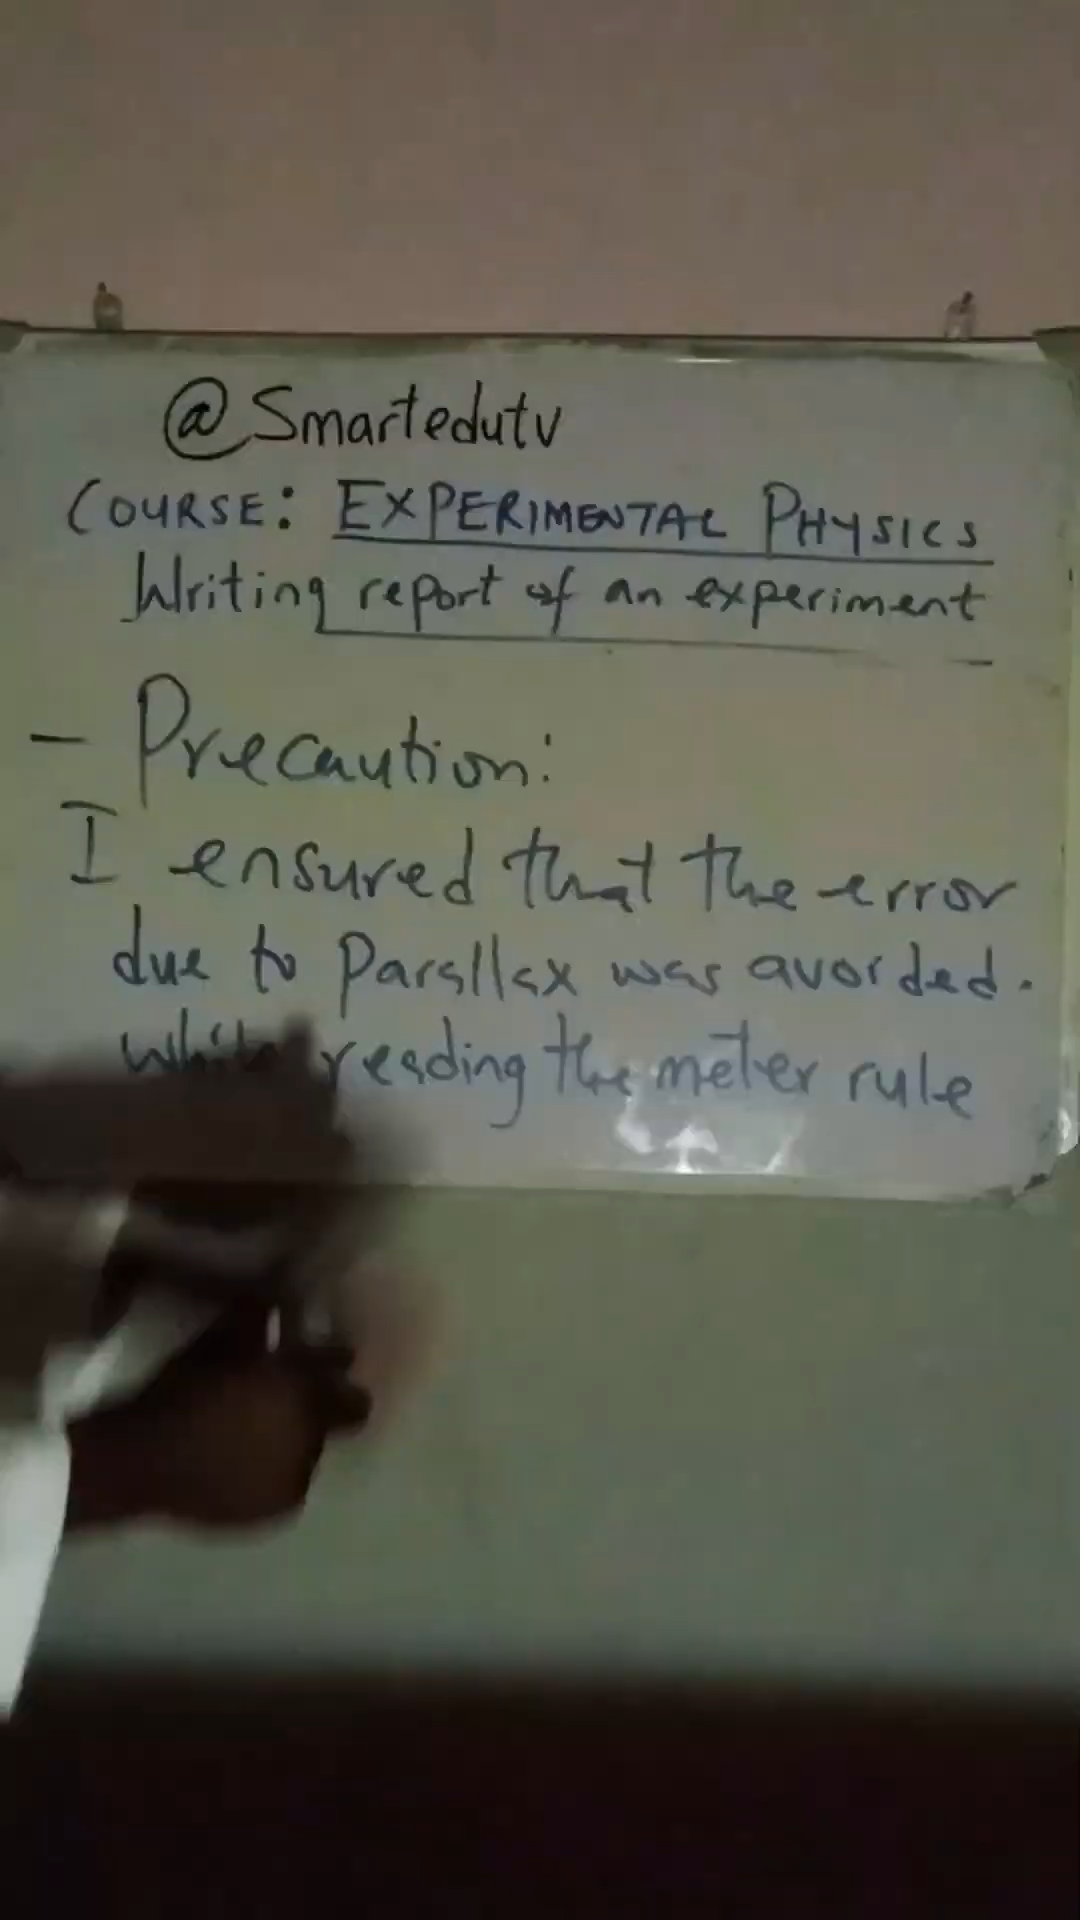 @Smartedutv
COURSE: EXPERIMENTAL PHYSICS
Writing report of an experiment
- Precaution:
I ensured that the error
due to Parallax was avoided.
while reading the meter rule